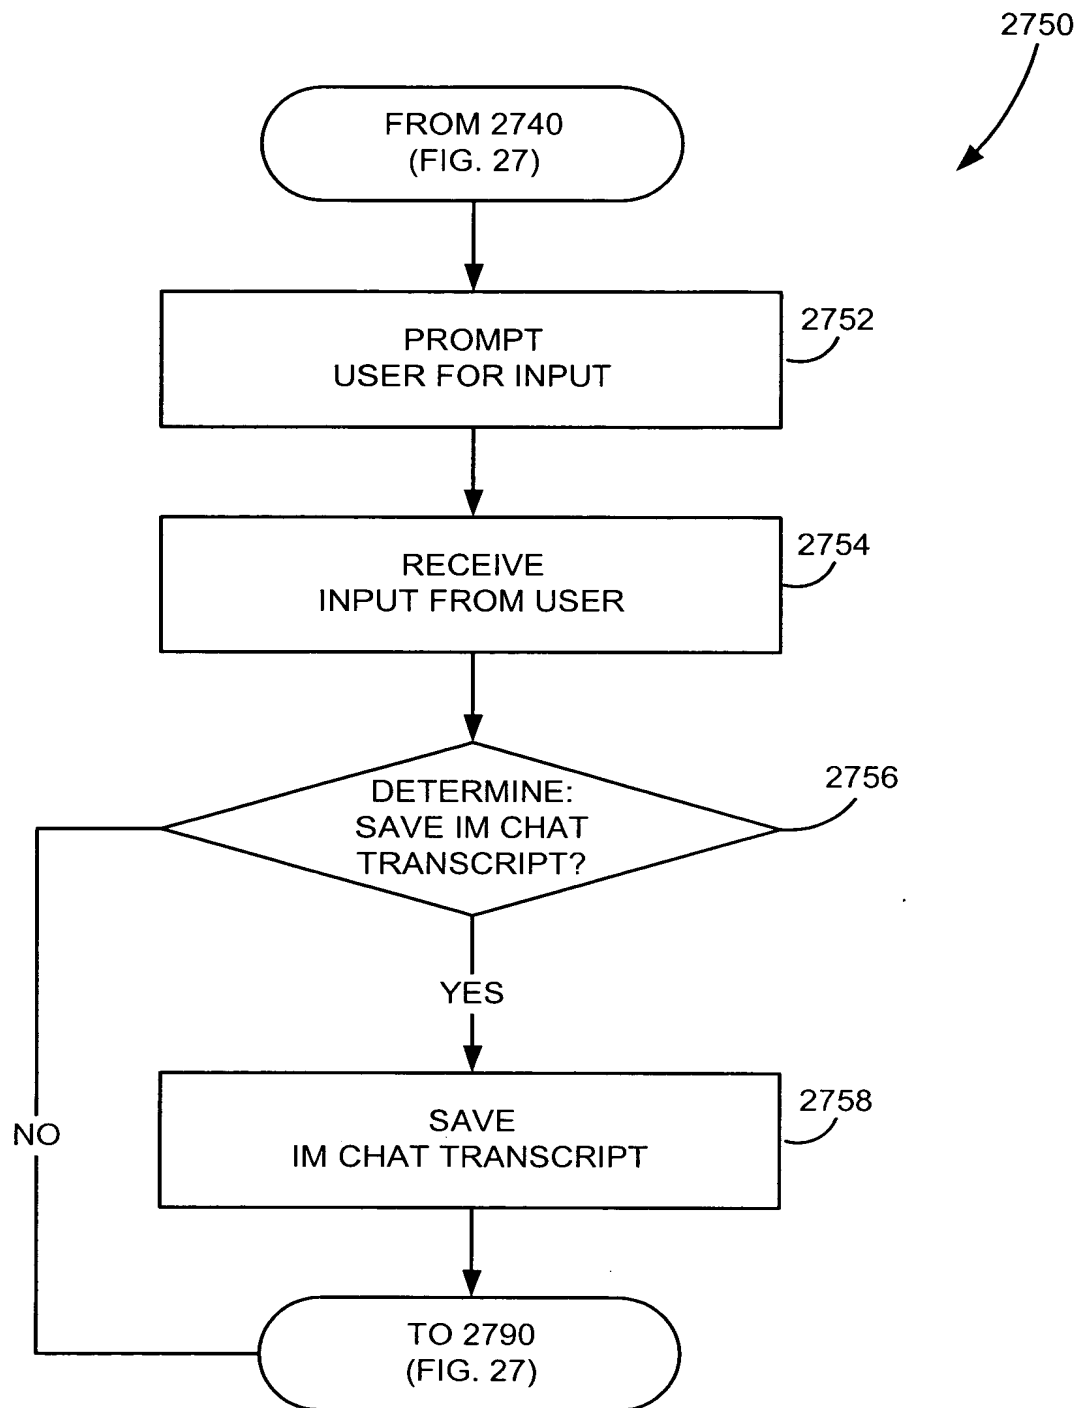 2750
FROM 2740
(FIG. 27)
PROMPT
USER FOR INPUT
2752
RECEIVE
INPUT FROM USER
2754
DETERMINE:
SAVE IM CHAT
TRANSCRIPT?
2756
YES
NO
SAVE
IM CHAT TRANSCRIPT
2758
TO 2790
(FIG. 27)